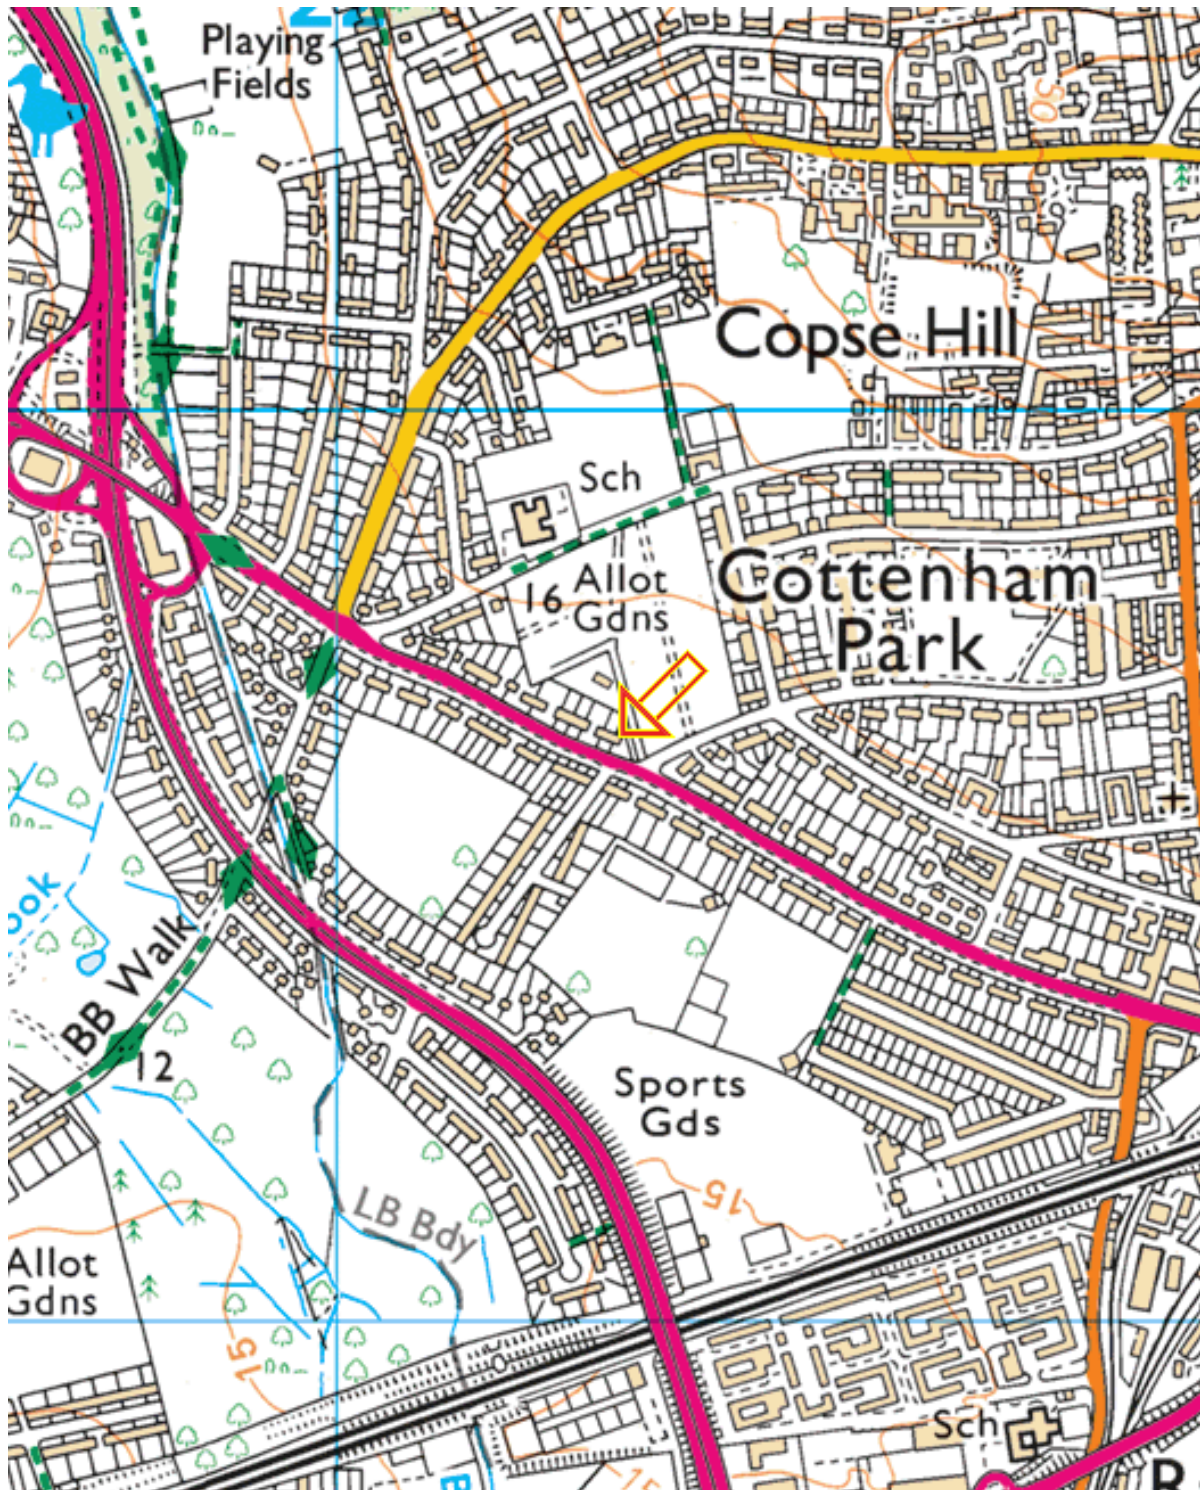 Playing
Fields
50
Copse Hill
Sch
16
Allot
Gdns
Cottenham
Park
BB Walk
12
Sports
Gds
15
LB Bdy
Allot
Gdns
15
Sch
15